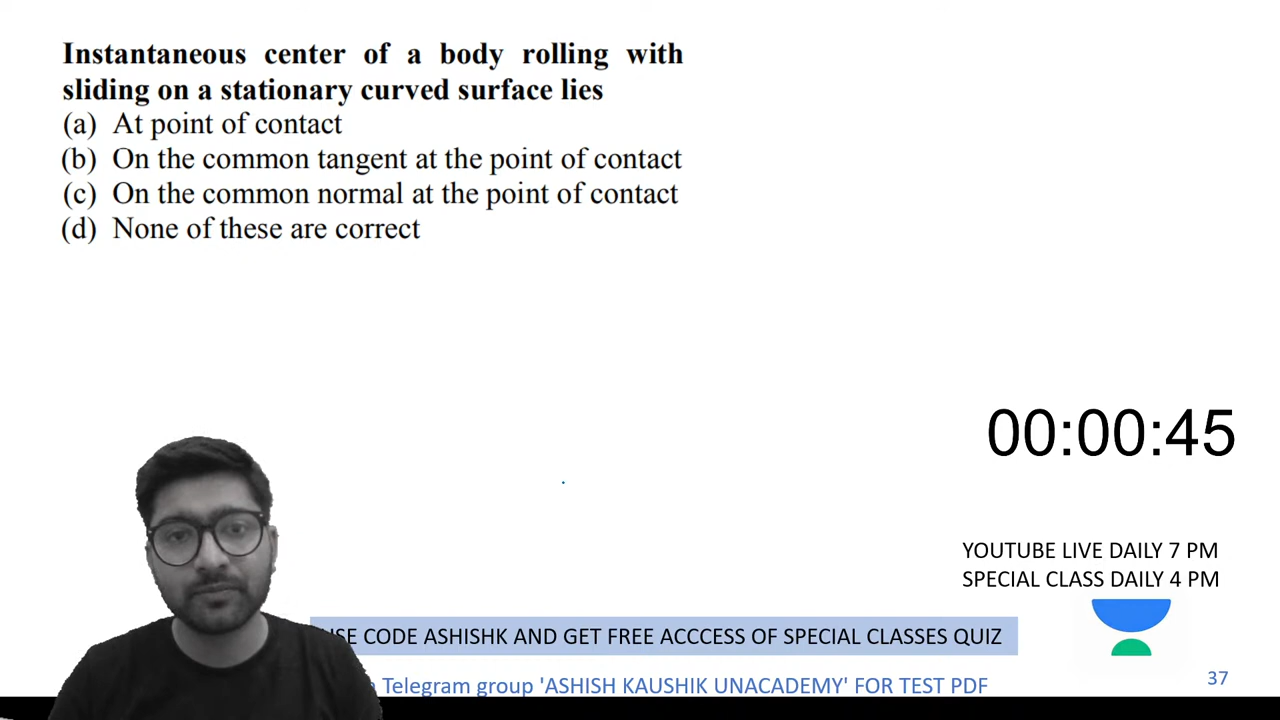 Instantaneous center of a body rolling with
sliding on a stationary curved surface lies
(a) At point of contact
(b) On the common tangent at the point of contact
(c) On the common normal at the point of contact
(d) None of these are correct
00:00:45
YOUTUBE LIVE DAILY 7 PM
SPECIAL CLASS DAILY 4 PM
CODE ASHISHK AND GET FREE ACCCESS OF SPECIAL CLASSES QUIZ
Telegram group 'ASHISH KAUSHIK UNACADEMY' FOR TEST PDF
37